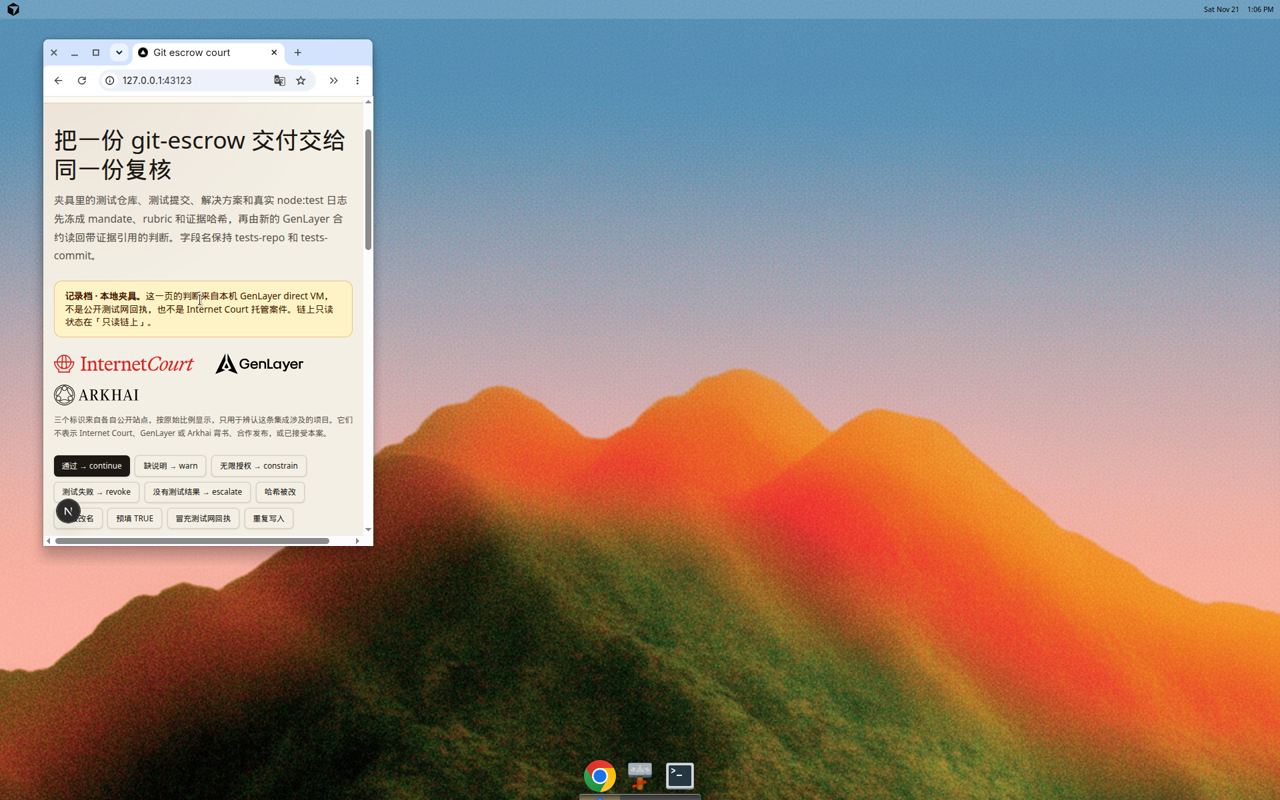 Sat Nov 21 1:06 PM
Git escrow court
127.0.0.1:43123
把一份 git-escrow 交付交给
同一份复核
夹具里的测试仓库、测试提交、解决方案和真实 node:test 日志
先冻成 mandate、rubric 和证据哈希，再由新的 GenLayer 合
约读回带证据引用的判断。字段名保持 tests-repo 和 tests-
commit。
记录档 · 本地夹具。这一页的判断来自本机 GenLayer direct VM，
不是公开测试网回执，也不是 Internet Court 托管案件。链上只读
状态在「只读链上」。
InternetCourt GenLayer
ARKHAI
三个标识来自各自公开站点，按原始比例显示，只用于辨认这条集成涉及的项目。它们
不表示 Internet Court、GenLayer 或 Arkhai 背书、合作发布，或已接受本案。
通过 → continue 缺说明 → warn 无限授权 → constrain
测试失败 → revoke 没有测试结果 → escalate 哈希被改
N 改名 预填 TRUE 冒充测试网回执 重复写入